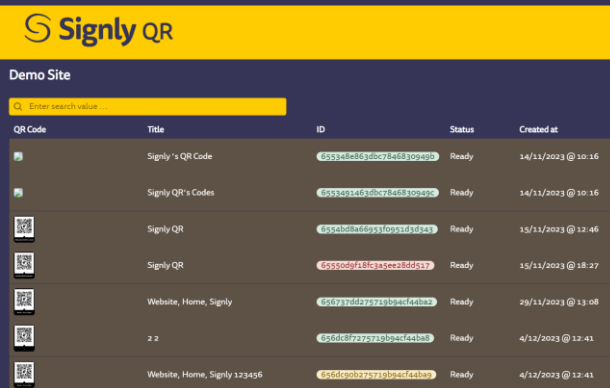 Signly QR
Demo Site
Enter search value ...
QR Code Title ID Status Created at
Signly 's QR Code 655348e863dbc7846830949b Ready 14/11/2023 @ 10:16
Signly QR's Codes 6553491463dbc7846830949c Ready 14/11/2023 @ 10:16
Signly QR 6554bd8a66953f0951d3d343 Ready 15/11/2023 @ 12:46
Signly QR 65550d9f18fc3a5ee28dd517 Ready 15/11/2023 @ 18:27
Website, Home, Signly 656737dd275719b94cf44ba2 Ready 29/11/2023 @ 13:08
2 2 656dc8f7275719b94cf44ba8 Ready 4/12/2023 @ 12:41
Website, Home, Signly 123456 656dc90b275719b94cf44ba9 Ready 4/12/2023 @ 12:41